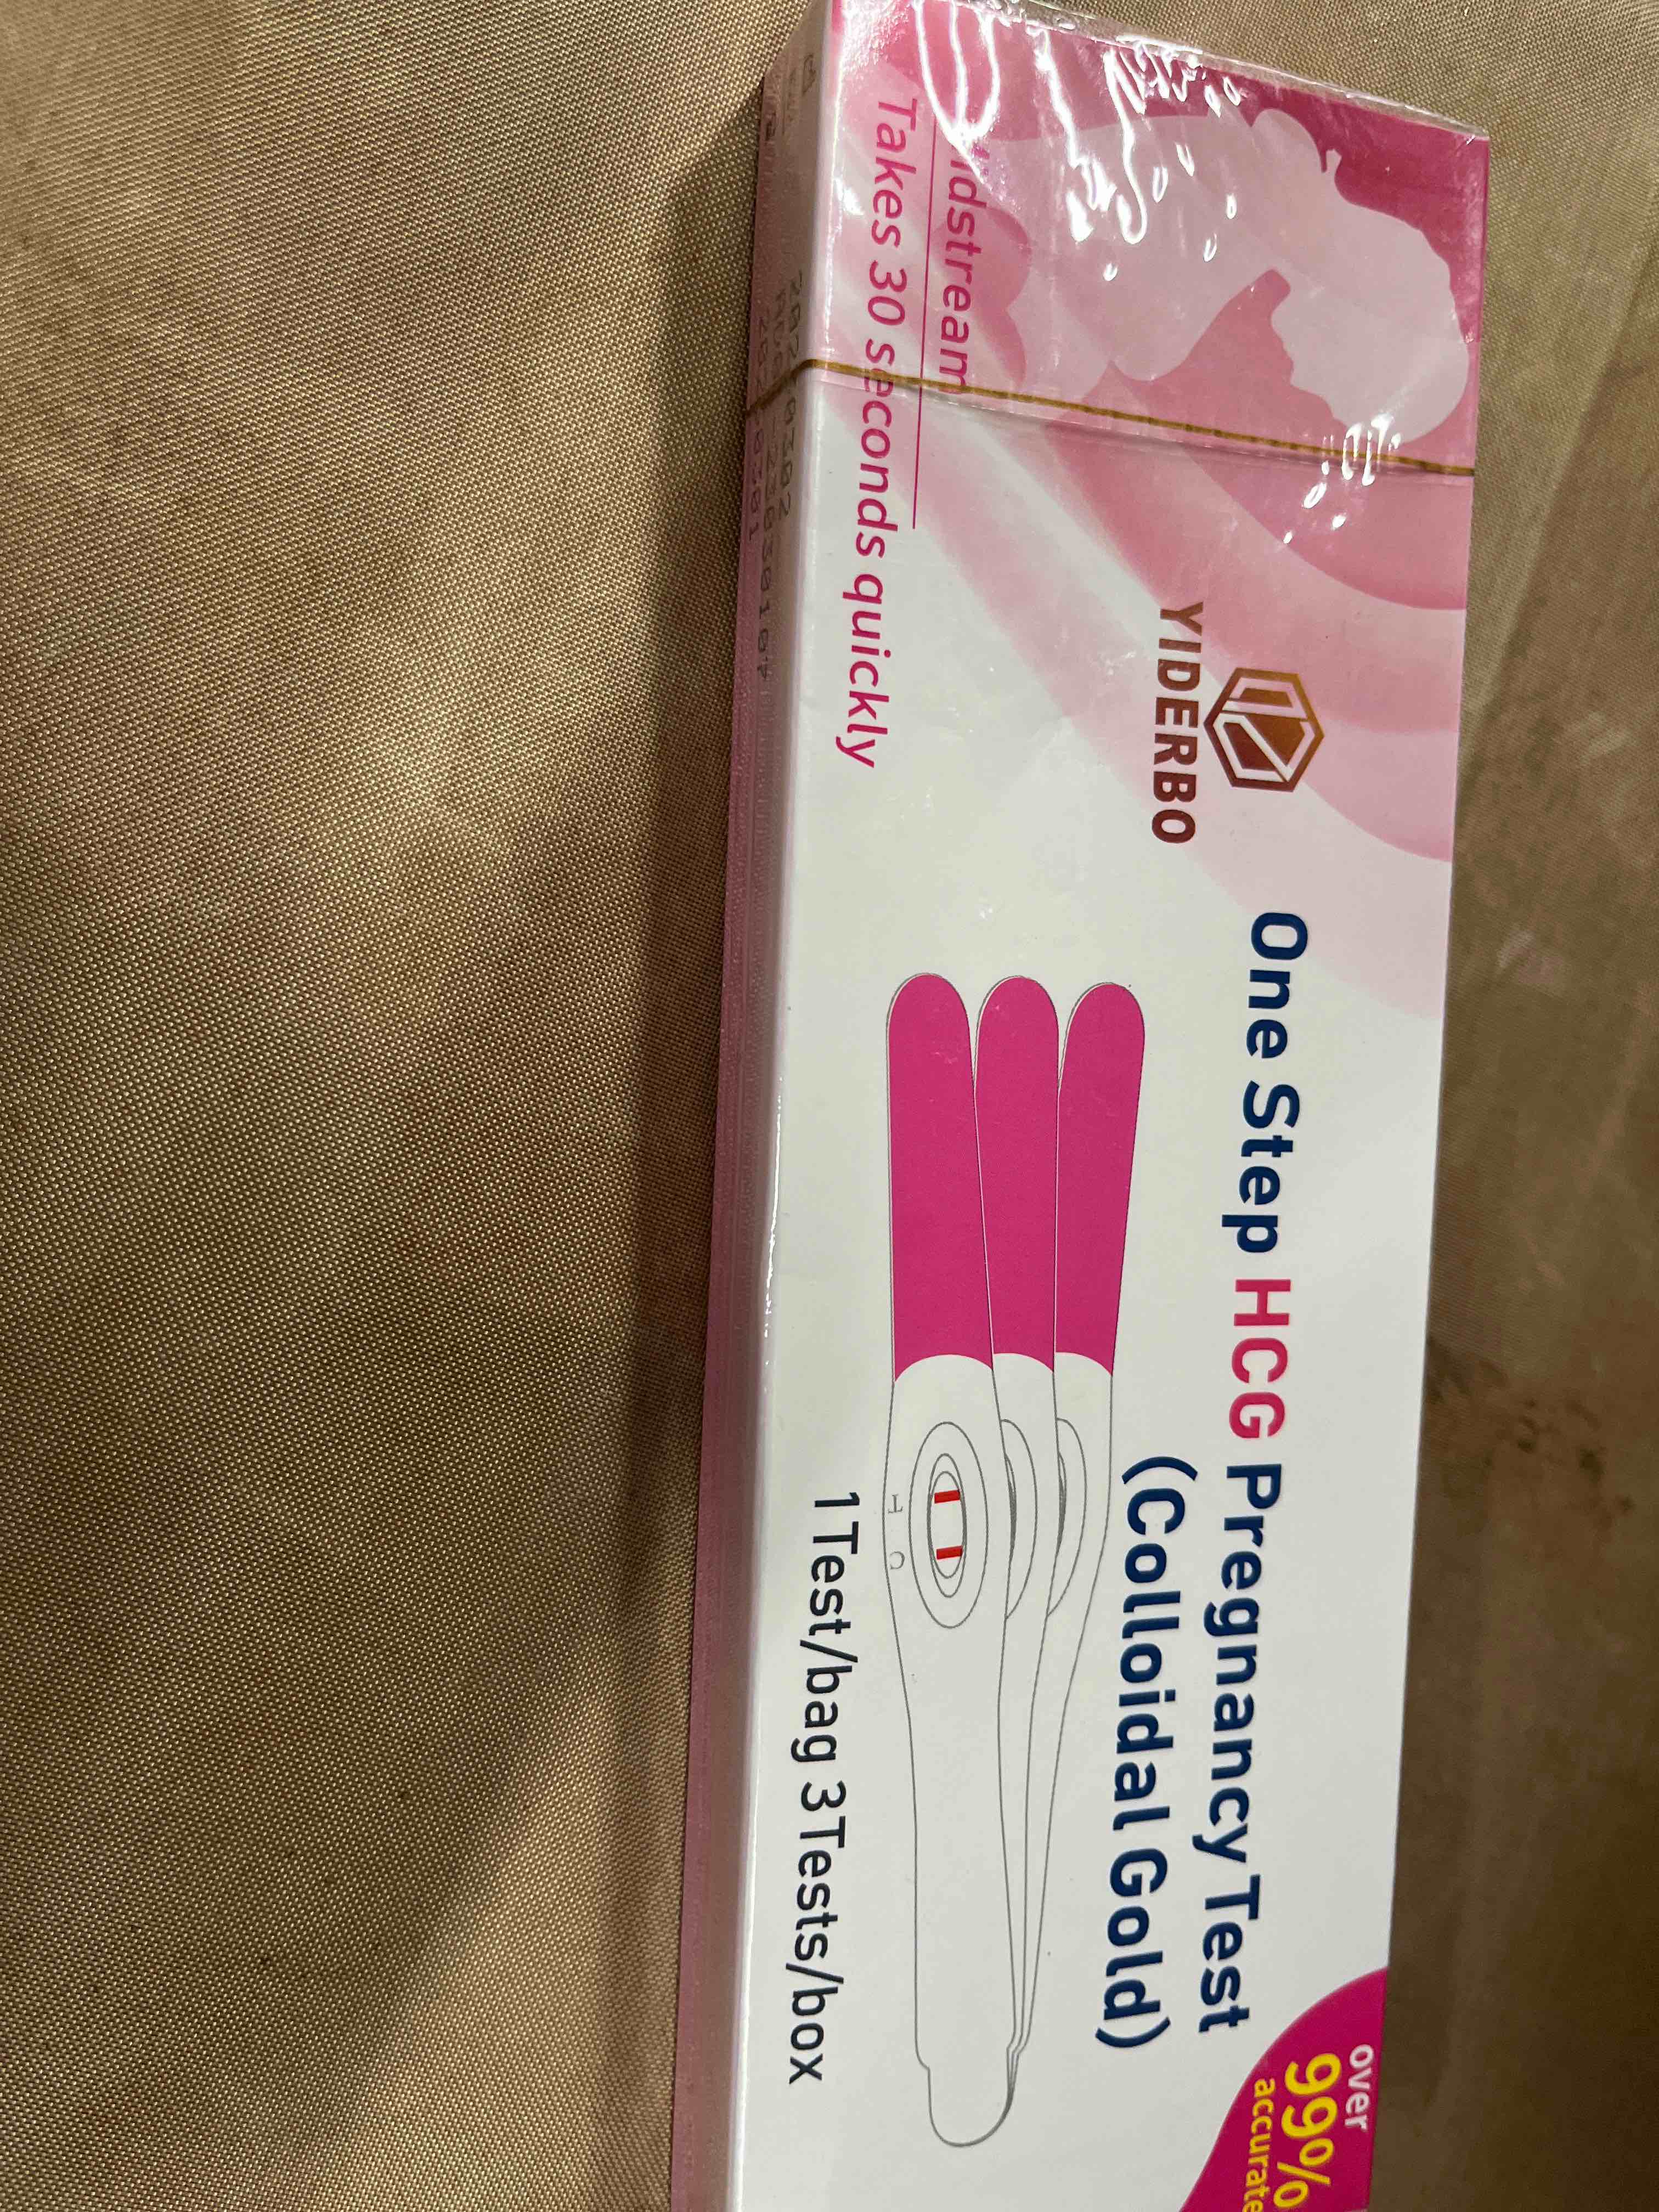 YIDERBO
One Step HCG Pregnancy Test
(Colloidal Gold)
over
99%
accurate
Takes 30 seconds quickly
T C
1Test/bag 3Tests/box